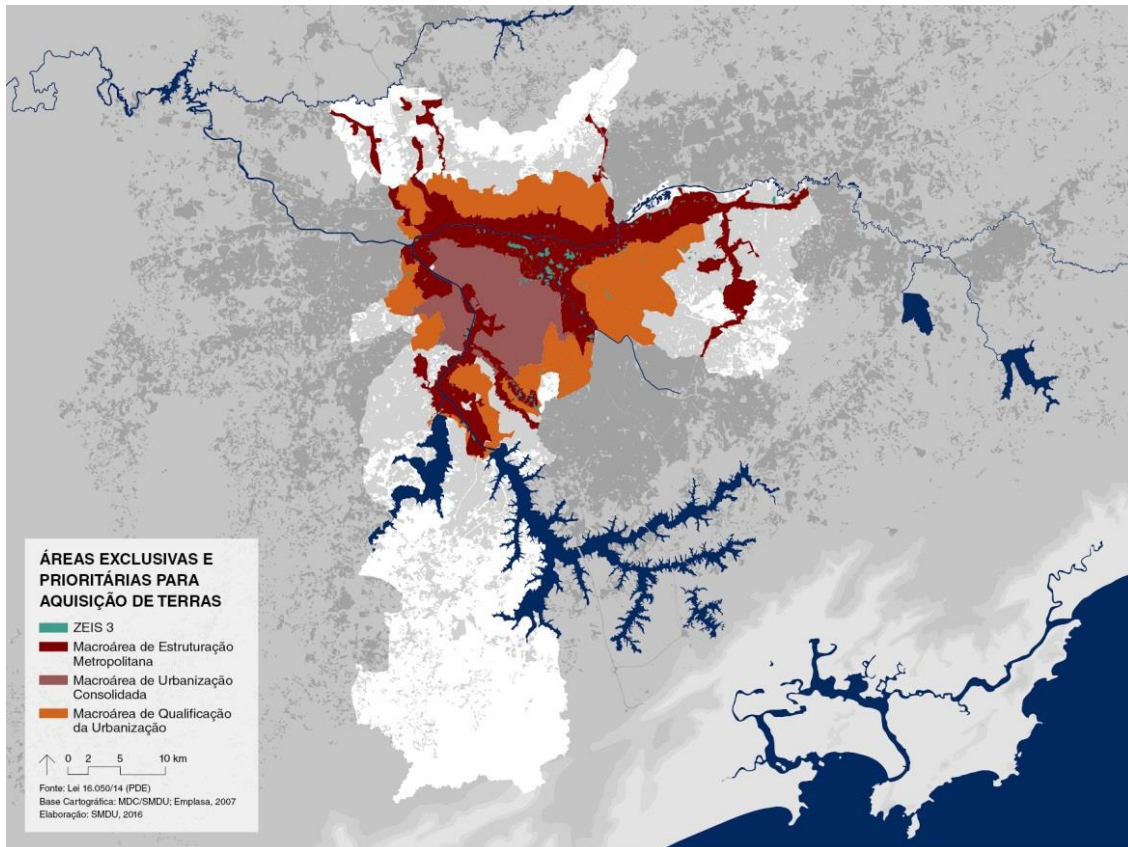 ÁREAS EXCLUSIVAS E
PRIORITÁRIAS PARA
AQUISIÇÃO DE TERRAS
ZEIS 3
Macroárea de Estruturação
Metropolitana
Macroárea de Urbanização
Consolidada
Macroárea de Qualificação
da Urbanização
0 2 5 10 km
Fonte: Lei 16.050/14 (PDE)
Base Cartográfica: MDC/SMDU; Emplasa, 2007
Elaboração: SMDU, 2016